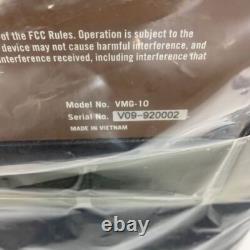 of the FCC Rules. Operation is subject to the
device may not cause harmful interference, and
interference received, including interference that
Model No. VMG-10
Serial No. V09-920002
MADE IN VIETNAM